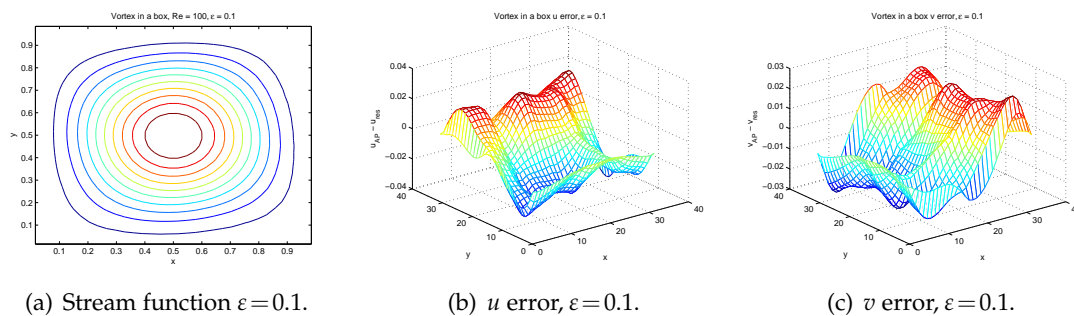 Vortex in a box, Re = 100, ε = 0.1
0.9
0.8
0.7
0.6
0.5
0.4
0.3
0.2
0.1
y
0.1 0.2 0.3 0.4 0.5 0.6 0.7 0.8 0.9
x
(a) Stream function ε=0.1.
Vortex in a box u error, ε = 0.1
0.04
0.02
0
−0.02
−0.04
u_AP − u_res
40
30
20
10
0
y
0
10
20
30
40
x
(b) u error, ε=0.1.
Vortex in a box v error, ε = 0.1
0.03
0.02
0.01
0
−0.01
−0.02
−0.03
v_AP − v_res
40
30
20
10
0
y
0
10
20
30
x
(c) v error, ε=0.1.